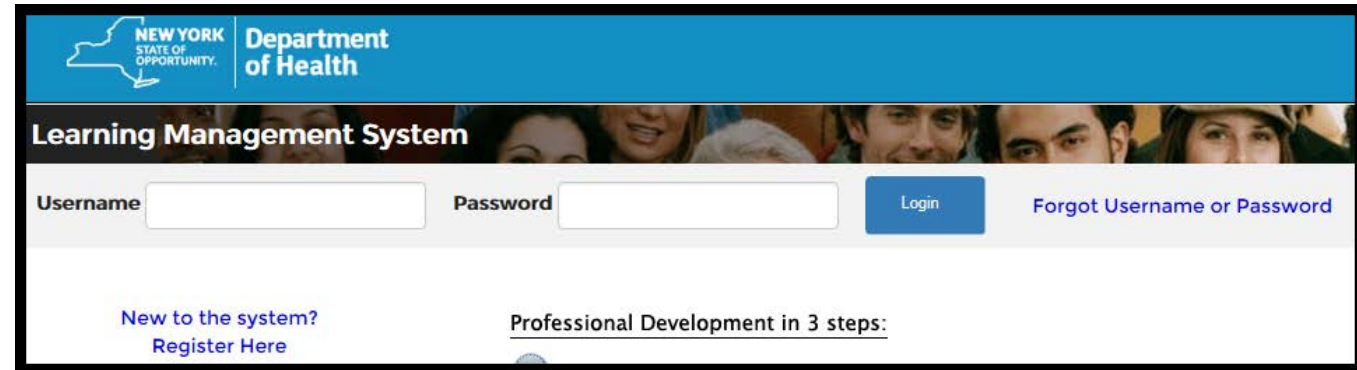 NEW YORK
STATE OF
OPPORTUNITY.
Department
of Health
Learning Management System
Username
Password
Login
Forgot Username or Password
New to the system?
Register Here
Professional Development in 3 steps: